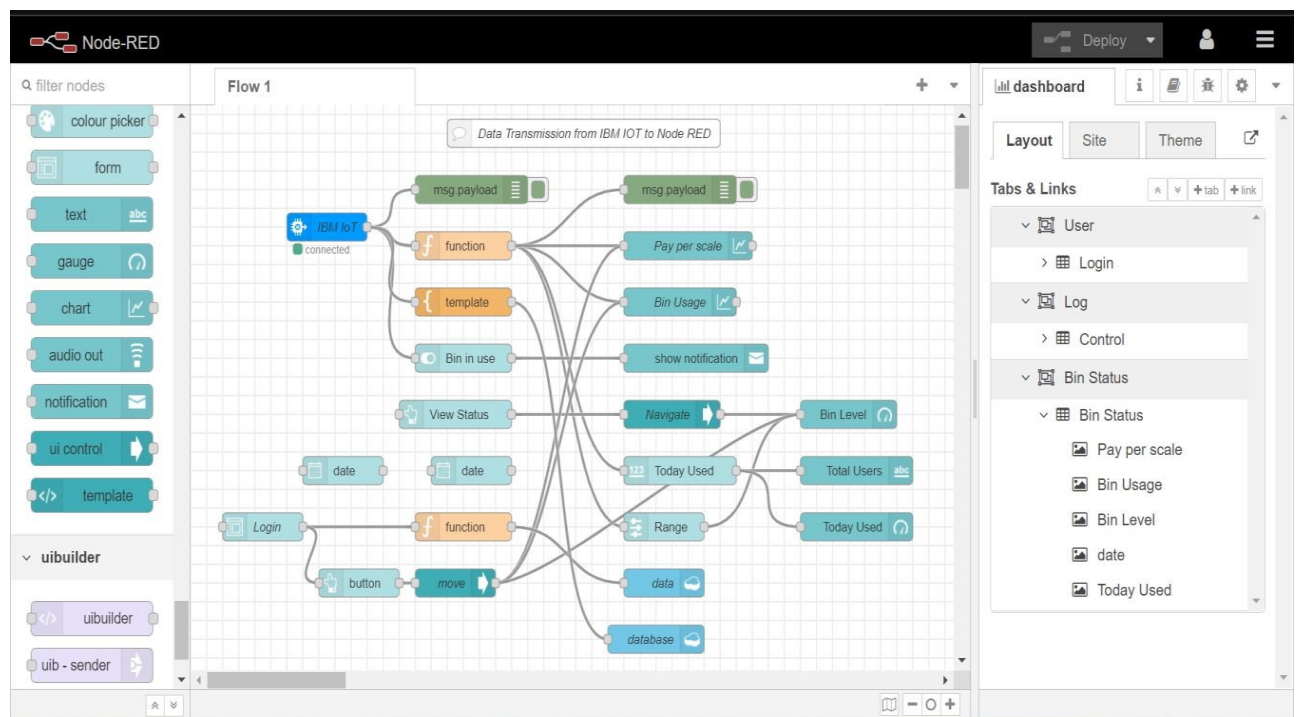 Node-RED
Deploy
filter nodes
colour picker
form
text
abc
gauge
chart
audio out
notification
ui control
template
uibuilder
uibuilder
uib - sender
Flow 1
Data Transmission from IBM IOT to Node RED
msg.payload
msg.payload
IBM IoT
connected
function
Pay per scale
template
Bin Usage
Bin in use
show notification
View Status
Navigate
Bin Level
date
date
123
Today Used
Total Users
abc
Login
function
Range
Today Used
button
move
data
database
dashboard
i
Layout
Site
Theme
Tabs & Links
+ tab
+ link
User
Login
Log
Control
Bin Status
Bin Status
Pay per scale
Bin Usage
Bin Level
date
Today Used